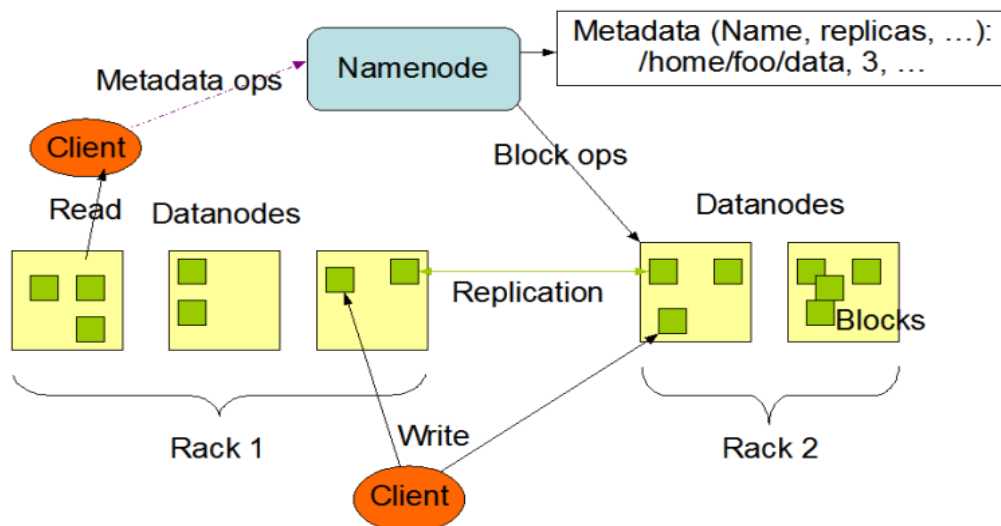 Metadata (Name, replicas, …):
/home/foo/data, 3, …
Namenode
Metadata ops
Client
Block ops
Read
Datanodes
Datanodes
Replication
Blocks
Rack 1
Write
Rack 2
Client